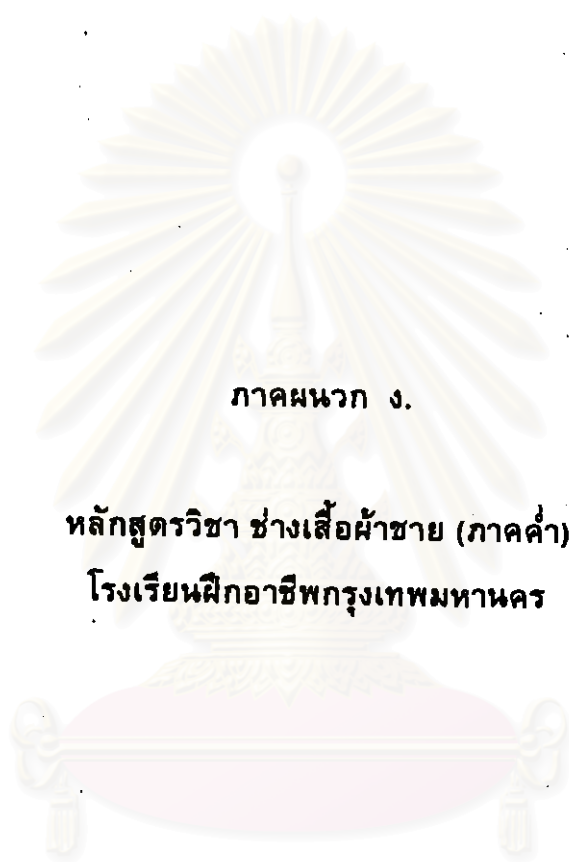 ภาคผนวก ง.
หลักสูตรวิชา ช่างเสื้อผ้าชาย (ภาคค่ำ)
โรงเรียนฝึกอาชีพกรุงเทพมหานคร